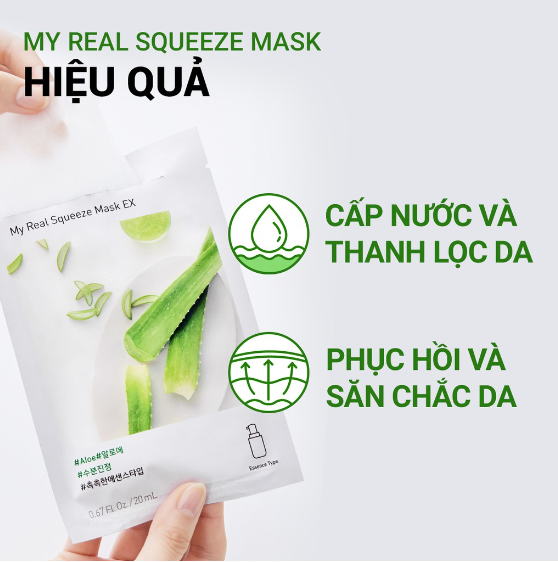 MY REAL SQUEEZE MASK
HIỆU QUẢ
My Real Squeeze Mask EX
CẤP NƯỚC VÀ
THANH LỌC DA
PHỤC HỒI VÀ
SĂN CHẮC DA
#Aloe#알로에
#수분진정
#촉촉한에센스타입
Essence Type
0.67 Fl. Oz. / 20 mL